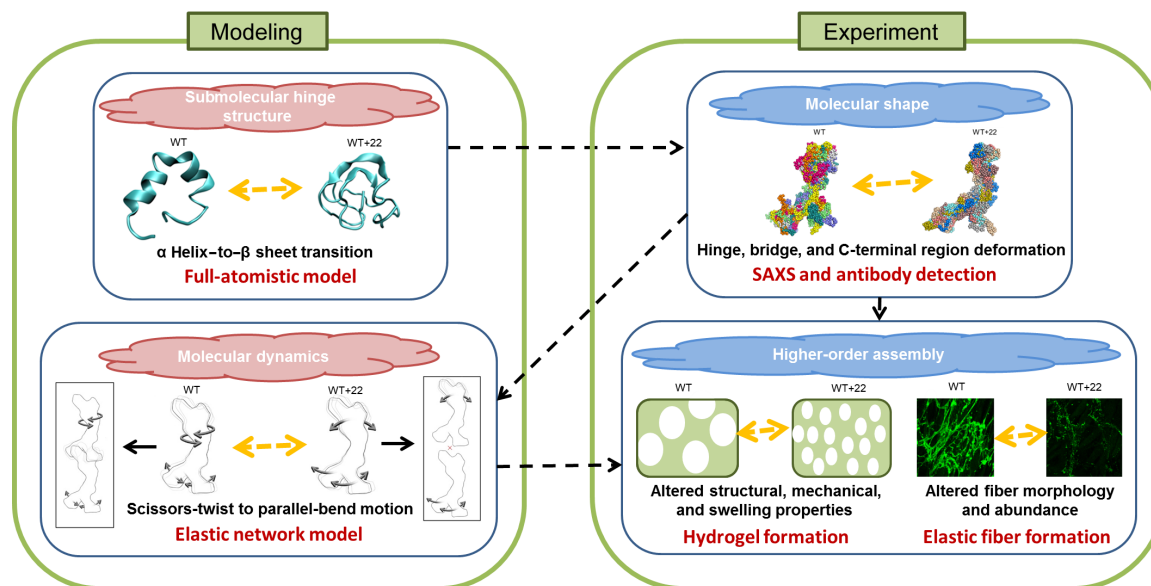 Modeling
Submolecular hinge
structure
WT
WT+22
α Helix–to–β sheet transition
Full-atomistic model
Molecular dynamics
WT
WT+22
Scissors-twist to parallel-bend motion
Elastic network model
Experiment
Molecular shape
WT
WT+22
Hinge, bridge, and C-terminal region deformation
SAXS and antibody detection
Higher-order assembly
WT
WT+22
Altered structural, mechanical,
and swelling properties
Hydrogel formation
WT
WT+22
Altered fiber morphology
and abundance
Elastic fiber formation